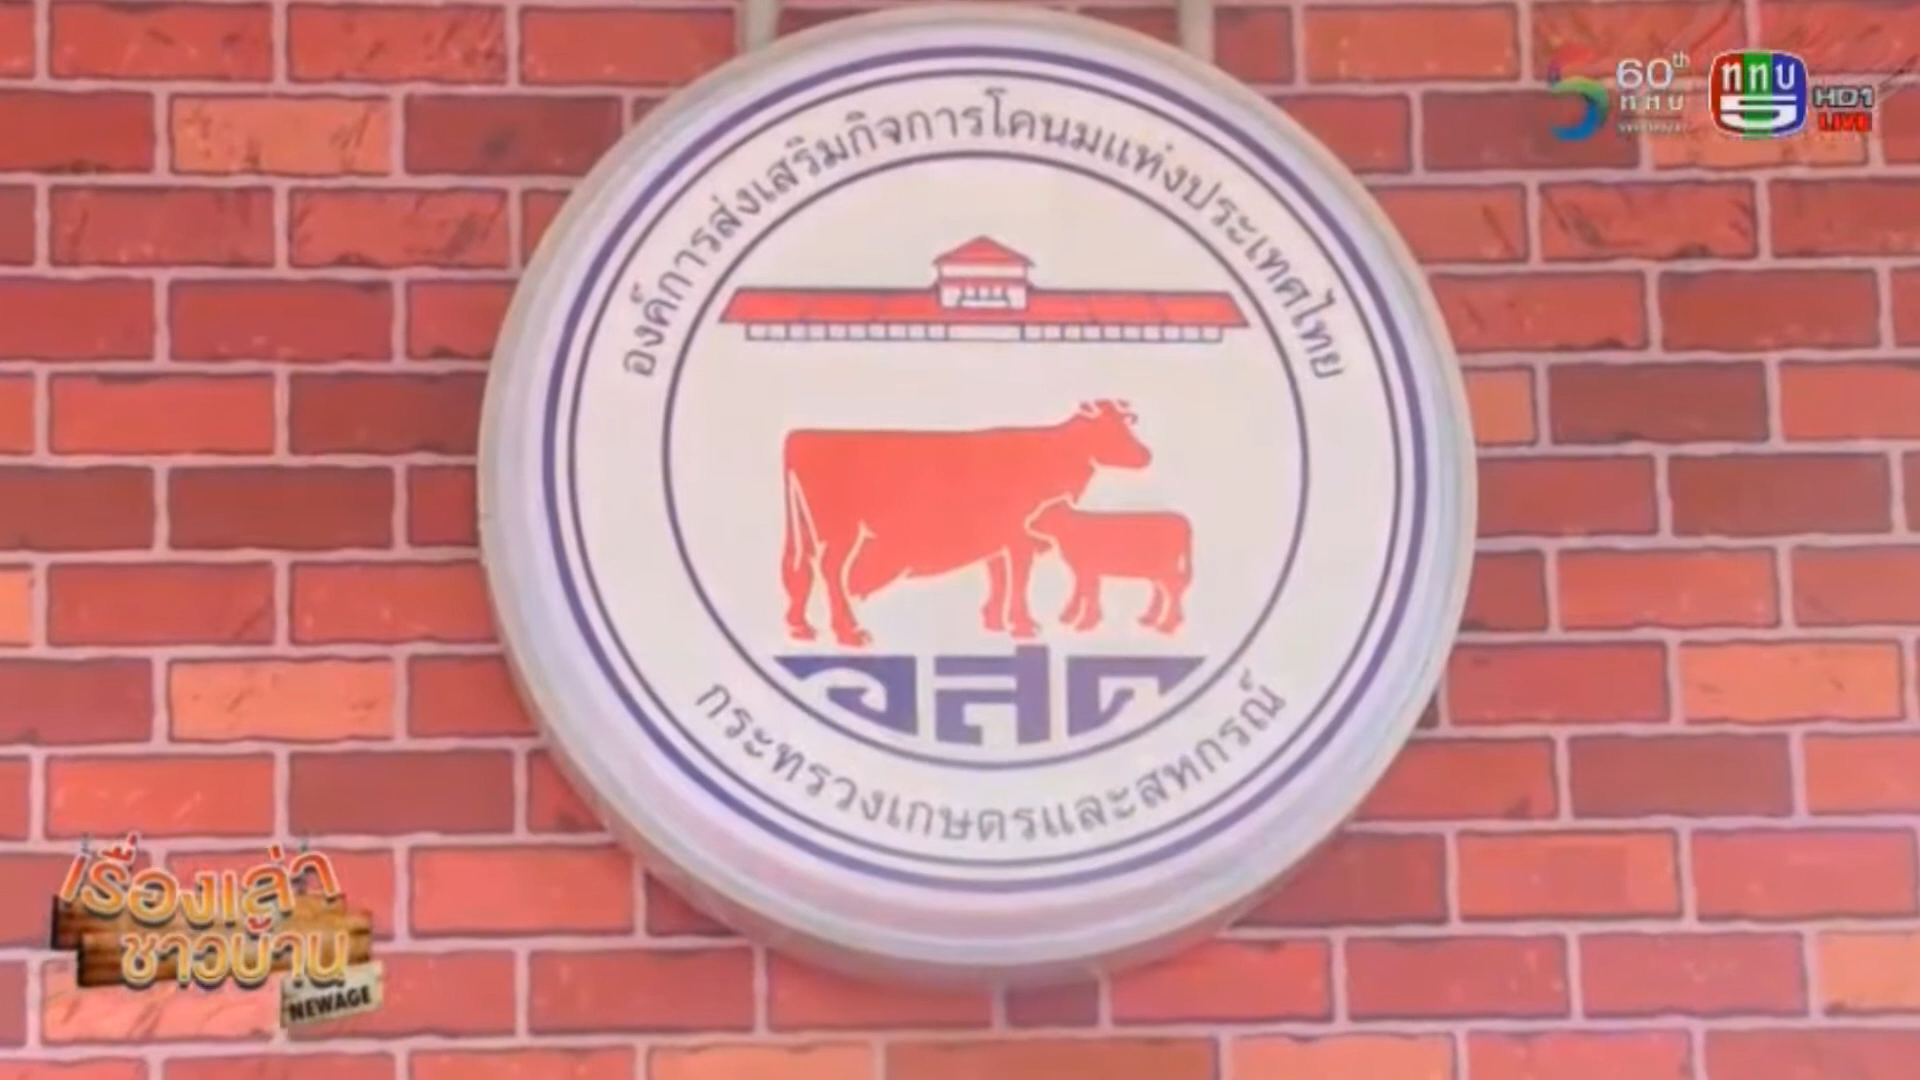 60th
ททบ
ททบ
5
HD1
LIVE
องค์การส่งเสริมกิจการโคนมแห่งประเทศไทย
อสค
กระทรวงเกษตรและสหกรณ์
เรื่องเล่า
ชาวบ้าน
NEWAGE